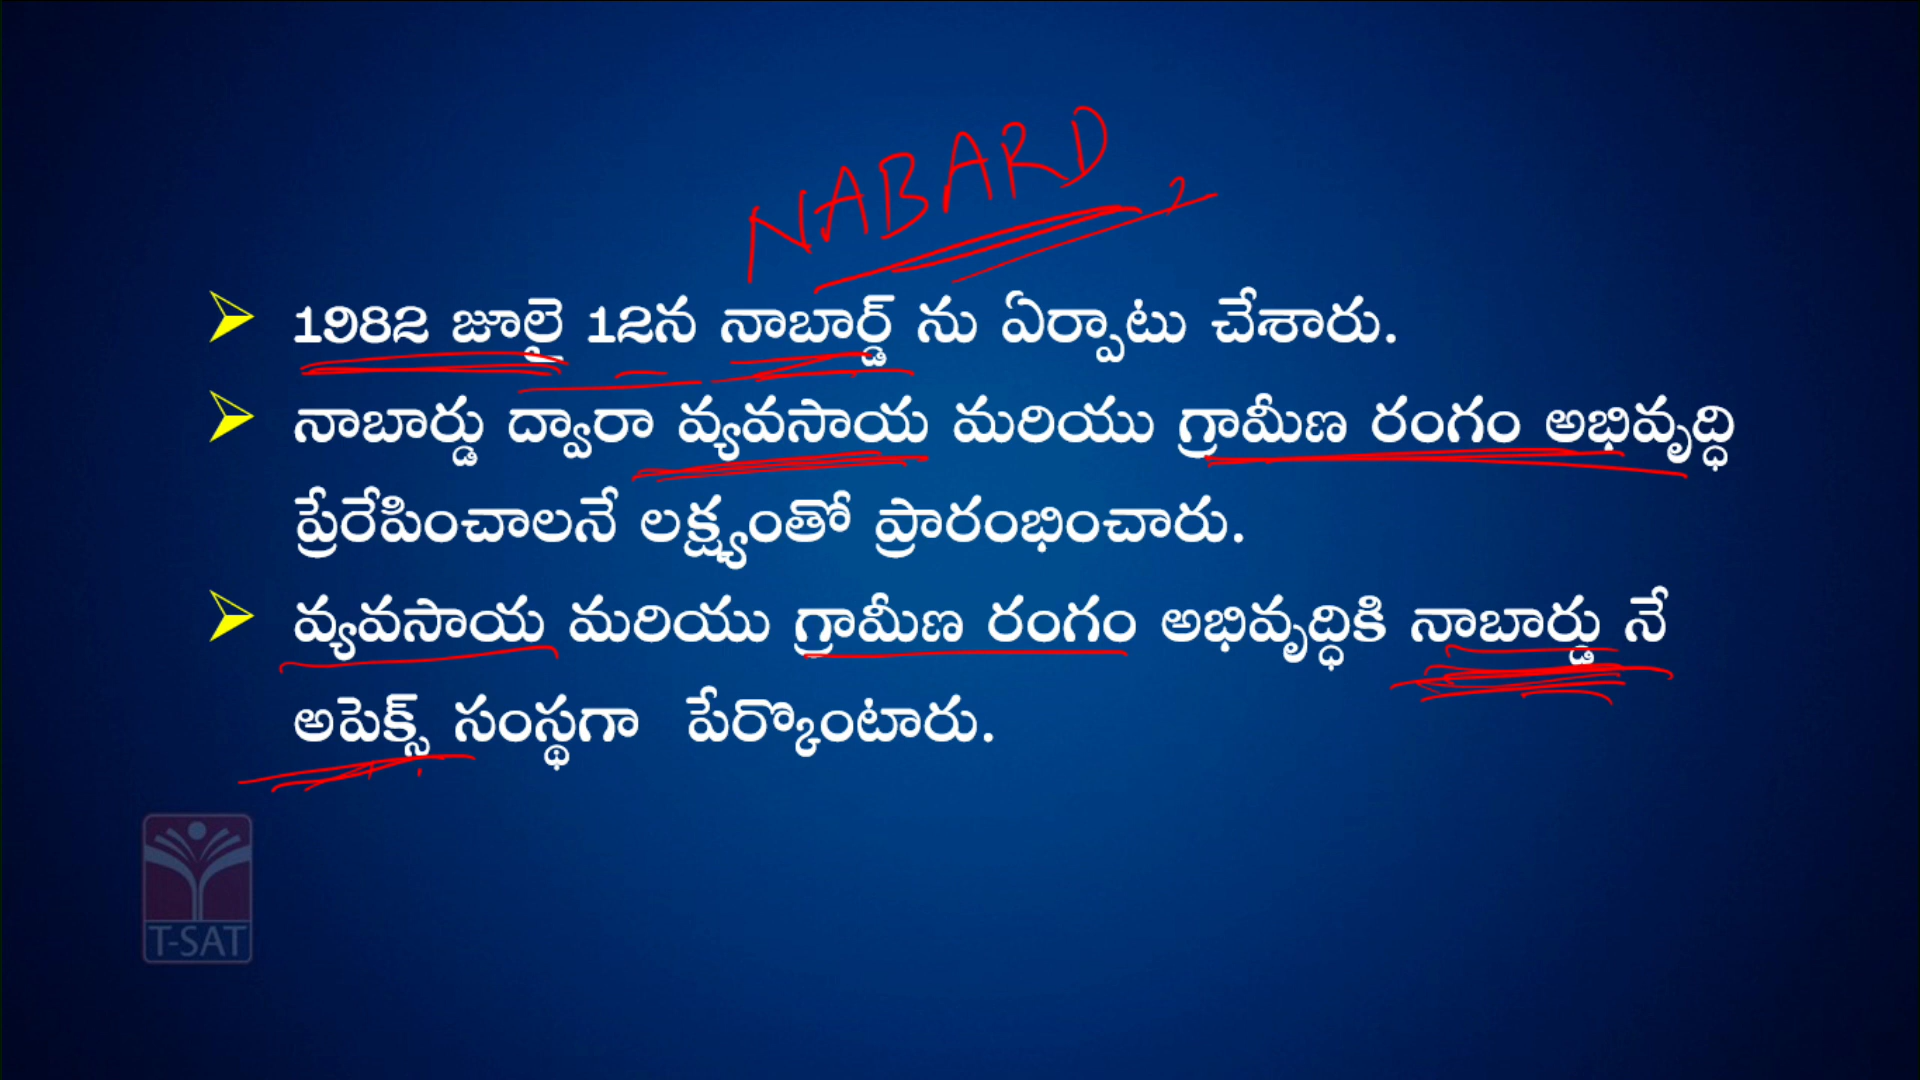 NABARD
1982 జూలై 12న నాబార్డ్ ను ఏర్పాటు చేశారు.
నాబార్డు ద్వారా వ్యవసాయ మరియు గ్రామీణ రంగం అభివృద్ధి
ప్రేరేపించాలనే లక్ష్యంతో ప్రారంభించారు.
వ్యవసాయ మరియు గ్రామీణ రంగం అభివృద్ధికి నాబార్డు నే
అపెక్స్ సంస్థగా పేర్కొంటారు.
T-SAT